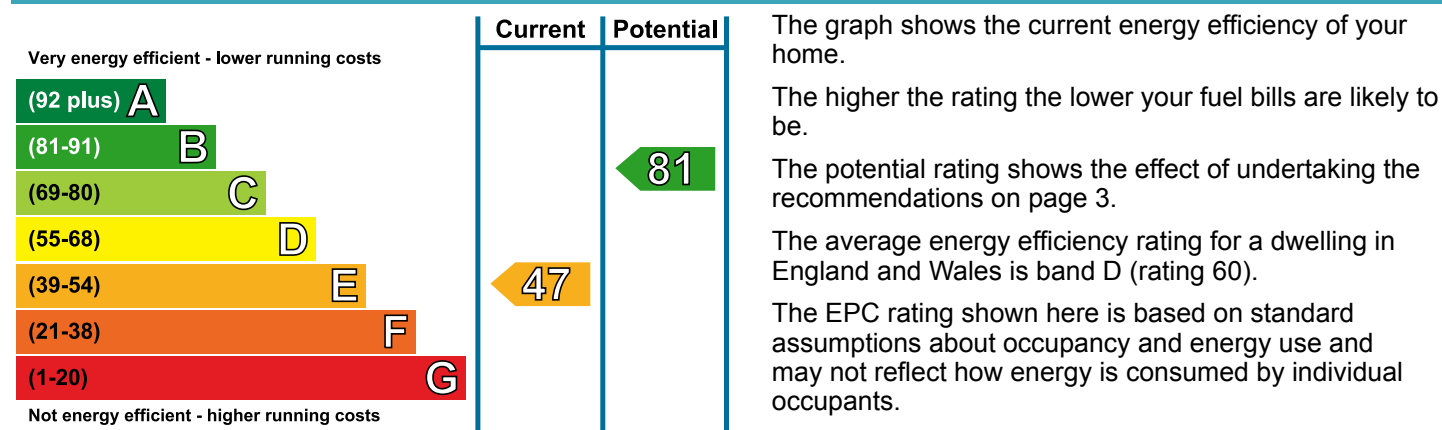 Current Potential
Very energy efficient - lower running costs
(92 plus) A
(81-91) B
(69-80) C
(55-68) D
(39-54) E
(21-38) F
(1-20) G
Not energy efficient - higher running costs
47
81
The graph shows the current energy efficiency of your
home.
The higher the rating the lower your fuel bills are likely to
be.
The potential rating shows the effect of undertaking the
recommendations on page 3.
The average energy efficiency rating for a dwelling in
England and Wales is band D (rating 60).
The EPC rating shown here is based on standard
assumptions about occupancy and energy use and
may not reflect how energy is consumed by individual
occupants.